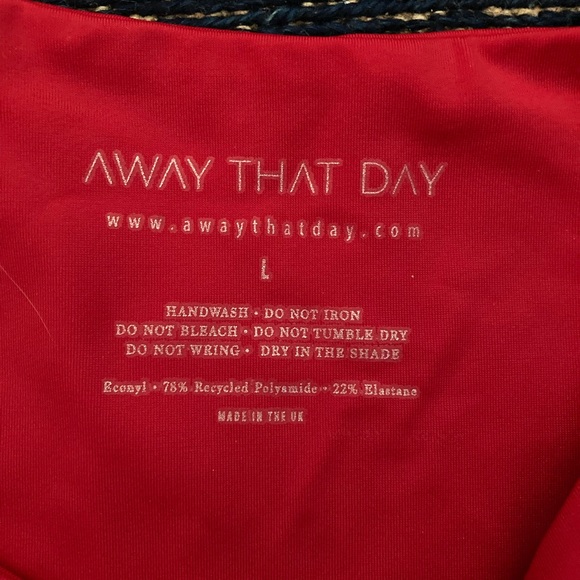 AWAY THAT DAY
www.awaythatday.com
L
HANDWASH · DO NOT IRON
DO NOT BLEACH · DO NOT TUMBLE DRY
DO NOT WRING · DRY IN THE SHADE
Econyl · 78% Recycled Polyamide · 22% Elastane
MADE IN THE UK